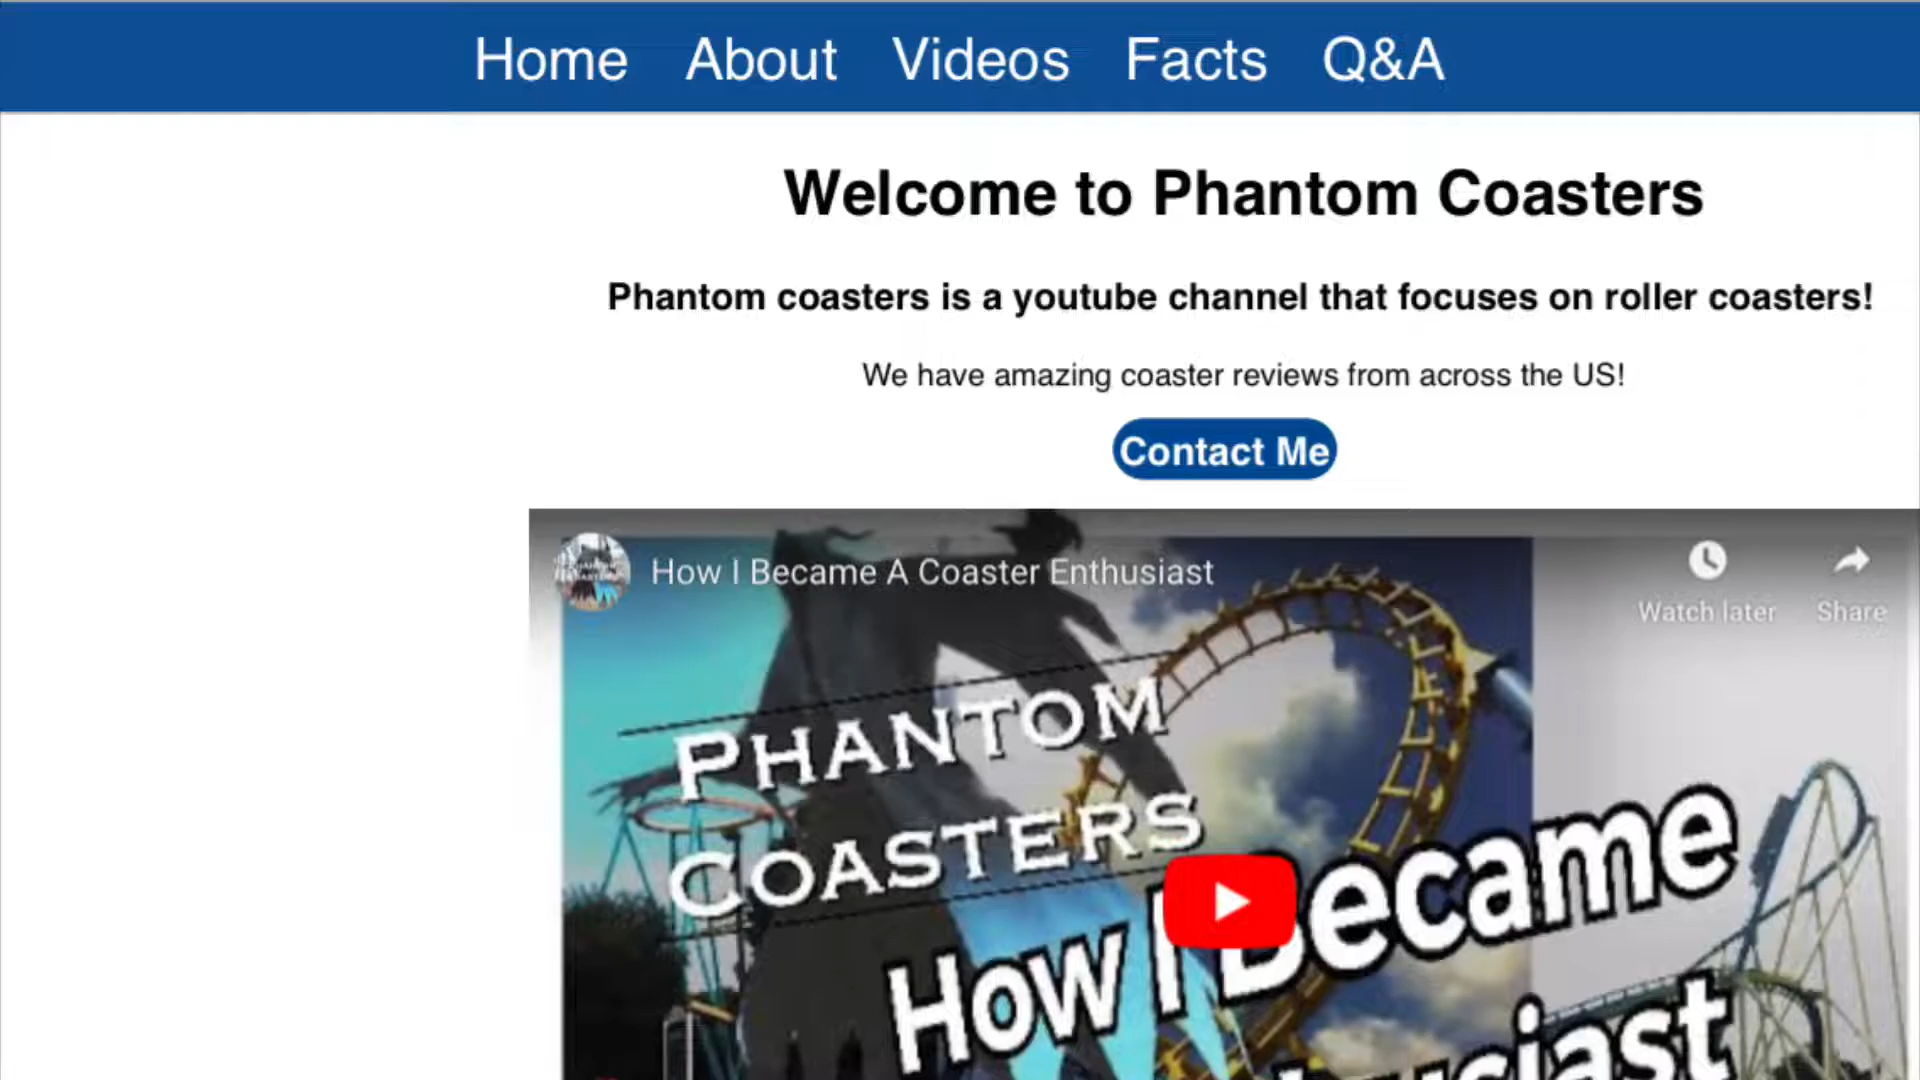 Home About Videos Facts Q&A
Welcome to Phantom Coasters
Phantom coasters is a youtube channel that focuses on roller coasters!
We have amazing coaster reviews from across the US!
Contact Me
How I Became A Coaster Enthusiast
Watch later Share
PHANTOM
COASTERS
How I Became